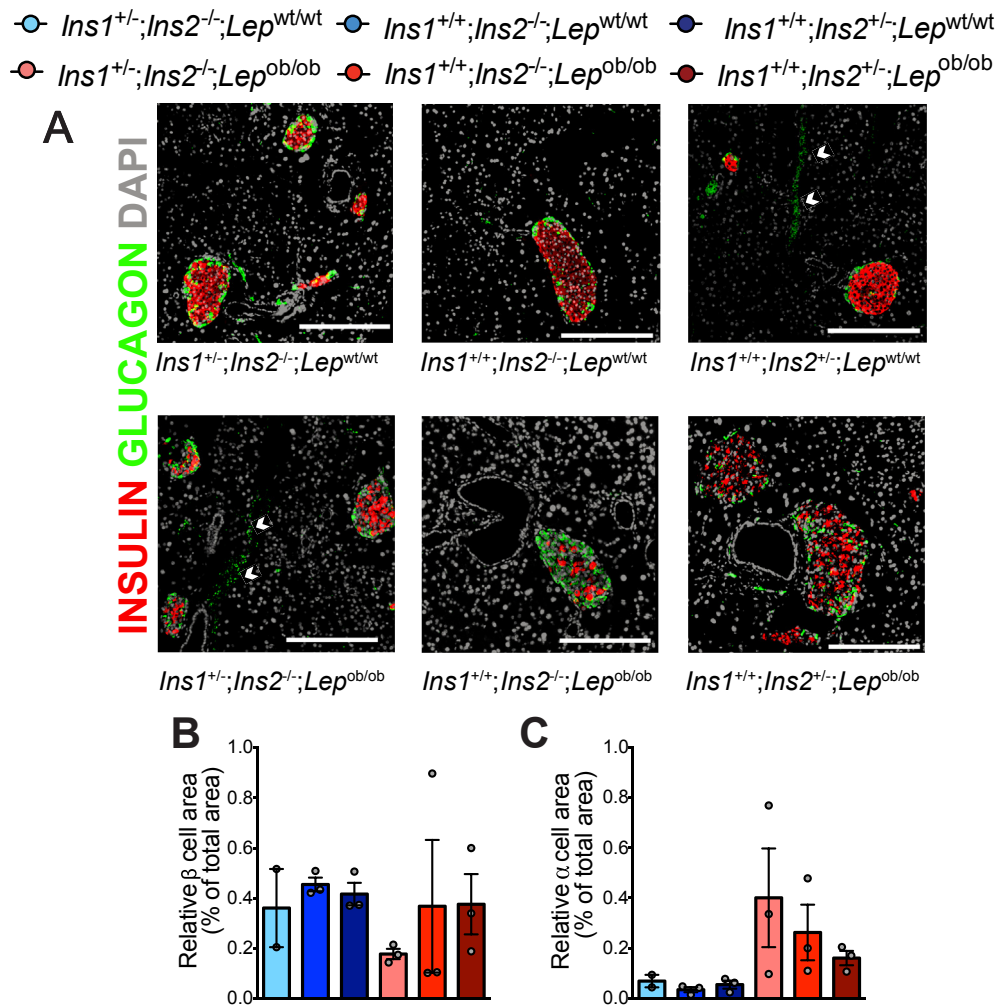 Ins1+/-;Ins2-/-;Lepwt/wt Ins1+/+;Ins2-/-;Lepwt/wt Ins1+/+;Ins2+/-;Lepwt/wt
Ins1+/-;Ins2-/-;Lepob/ob Ins1+/+;Ins2-/-;Lepob/ob Ins1+/+;Ins2+/-;Lepob/ob
A
INSULIN GLUCAGON DAPI
Ins1+/-;Ins2-/-;Lepwt/wt Ins1+/+;Ins2-/-;Lepwt/wt Ins1+/+;Ins2+/-;Lepwt/wt
Ins1+/-;Ins2-/-;Lepob/ob Ins1+/+;Ins2-/-;Lepob/ob Ins1+/+;Ins2+/-;Lepob/ob
B
Relative β cell area
(% of total area)
1.0
0.8
0.6
0.4
0.2
0.0
C
Relative α cell area
(% of total area)
1.0
0.8
0.6
0.4
0.2
0.0